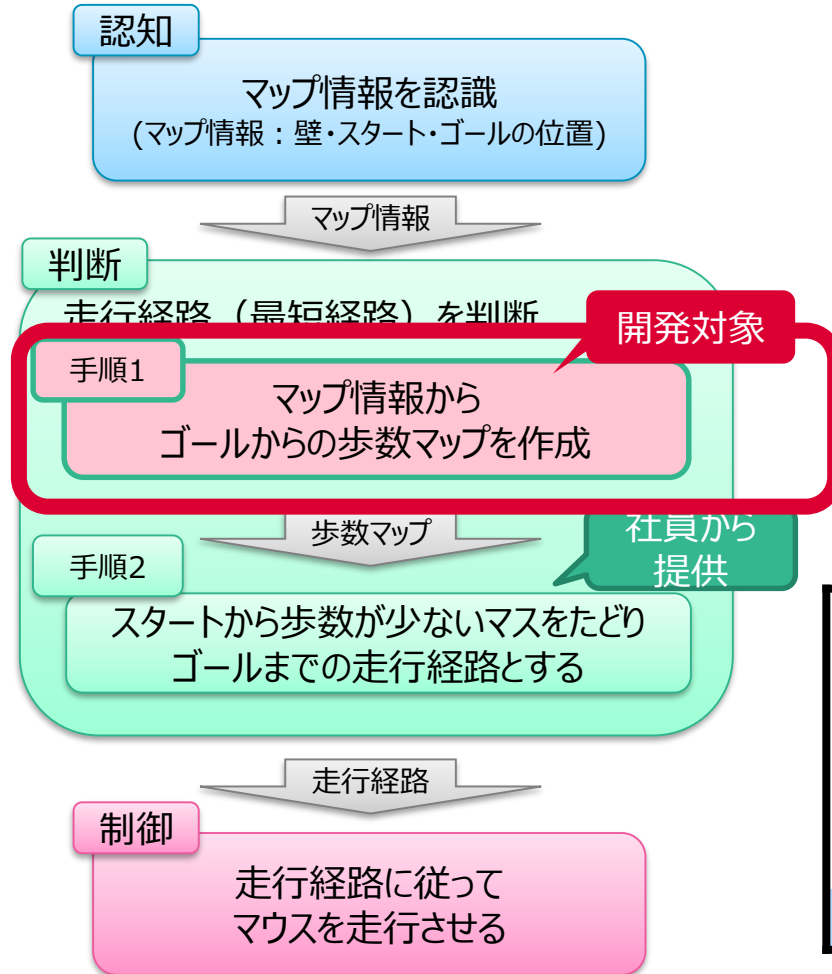 認知
マップ情報を認識
(マップ情報：壁・スタート・ゴールの位置)
マップ情報
判断
走行経路（最短経路）を判断
開発対象
手順1
マップ情報から
ゴールからの歩数マップを作成
歩数マップ
社員から
提供
手順2
スタートから歩数が少ないマスをたどり
ゴールまでの走行経路とする
走行経路
制御
走行経路に従って
マウスを走行させる